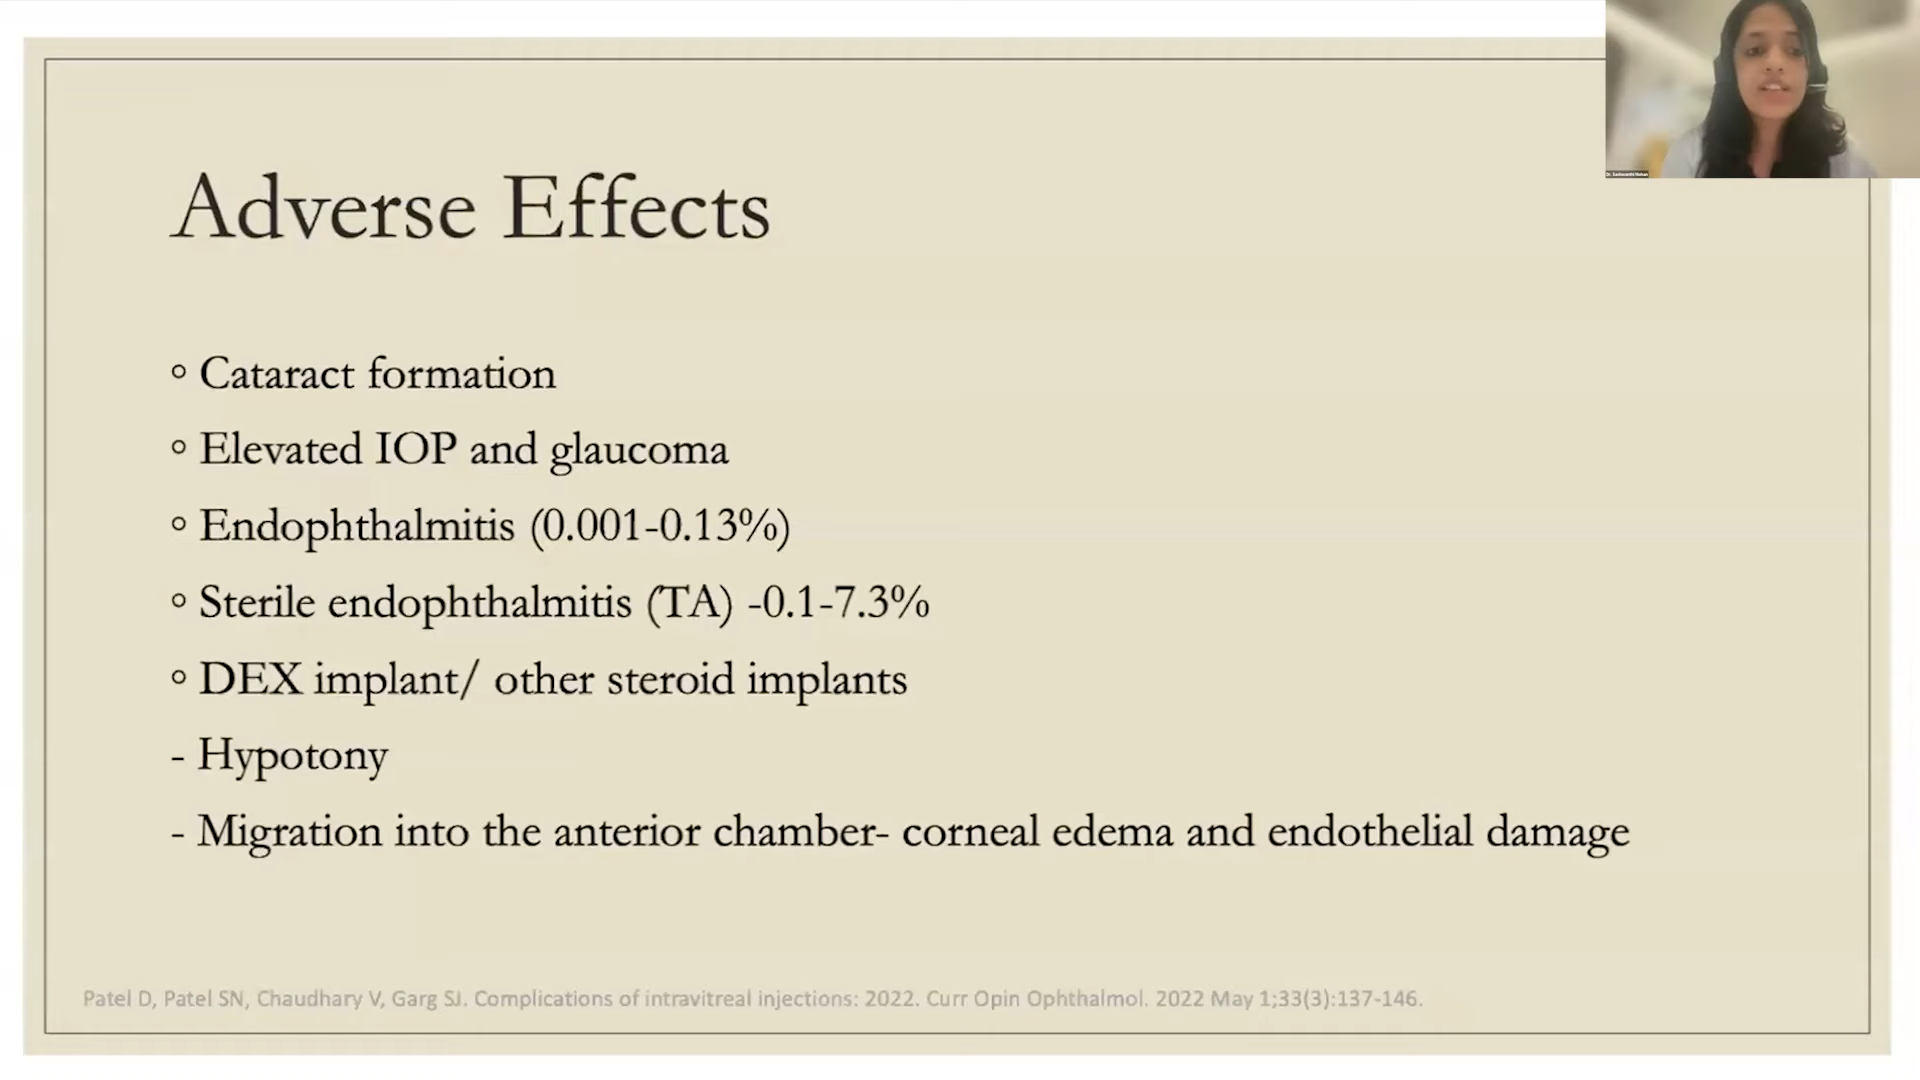 Adverse Effects
◦ Cataract formation
◦ Elevated IOP and glaucoma
◦ Endophthalmitis (0.001-0.13%)
◦ Sterile endophthalmitis (TA) -0.1-7.3%
◦ DEX implant/ other steroid implants
- Hypotony
- Migration into the anterior chamber- corneal edema and endothelial damage
Patel D, Patel SN, Chaudhary V, Garg SJ. Complications of intravitreal injections: 2022. Curr Opin Ophthalmol. 2022 May 1;33(3):137-146.